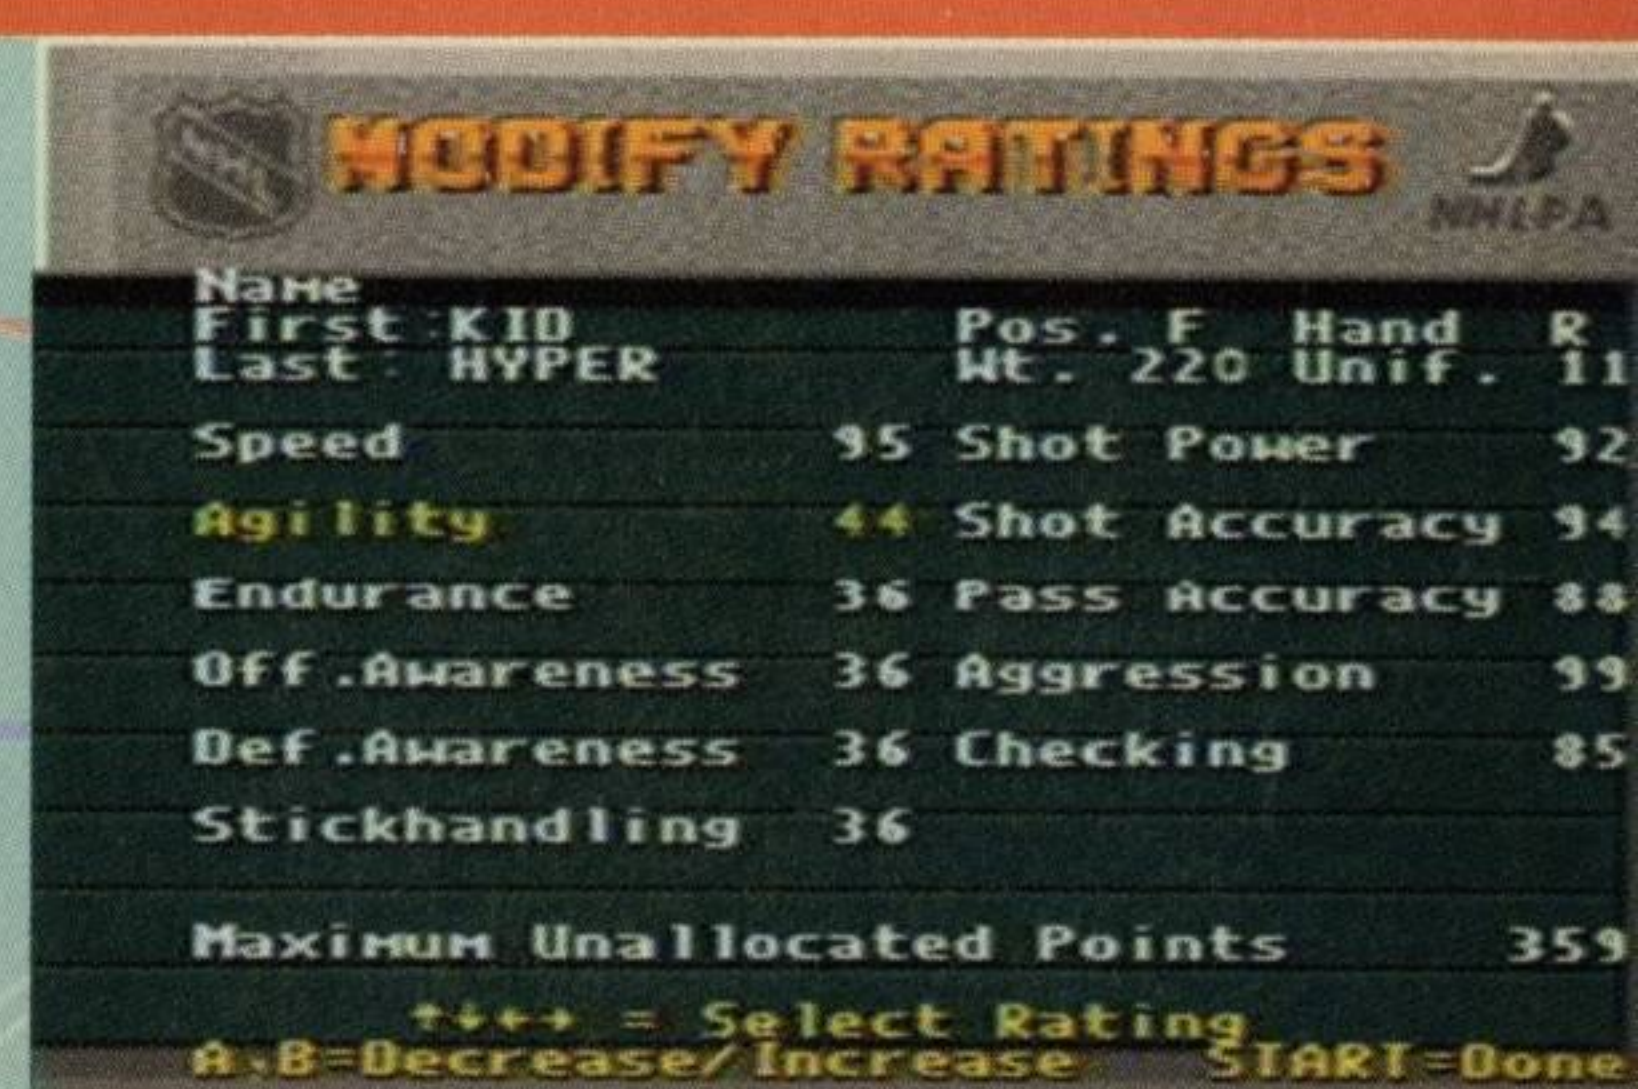 NHL
MODIFY RATINGS
NHLPA
Name
First:KID Pos. F Hand R
Last: HYPER Wt. 220 Unif. 11
Speed 95 Shot Power 92
Agility 44 Shot Accuracy 94
Endurance 36 Pass Accuracy 88
Off.Awareness 36 Aggression 99
Def.Awareness 36 Checking 85
Stickhandling 36
Maximum Unallocated Points 359
↑↓←→ = Select Rating
A,B=Decrease/Increase START=Done